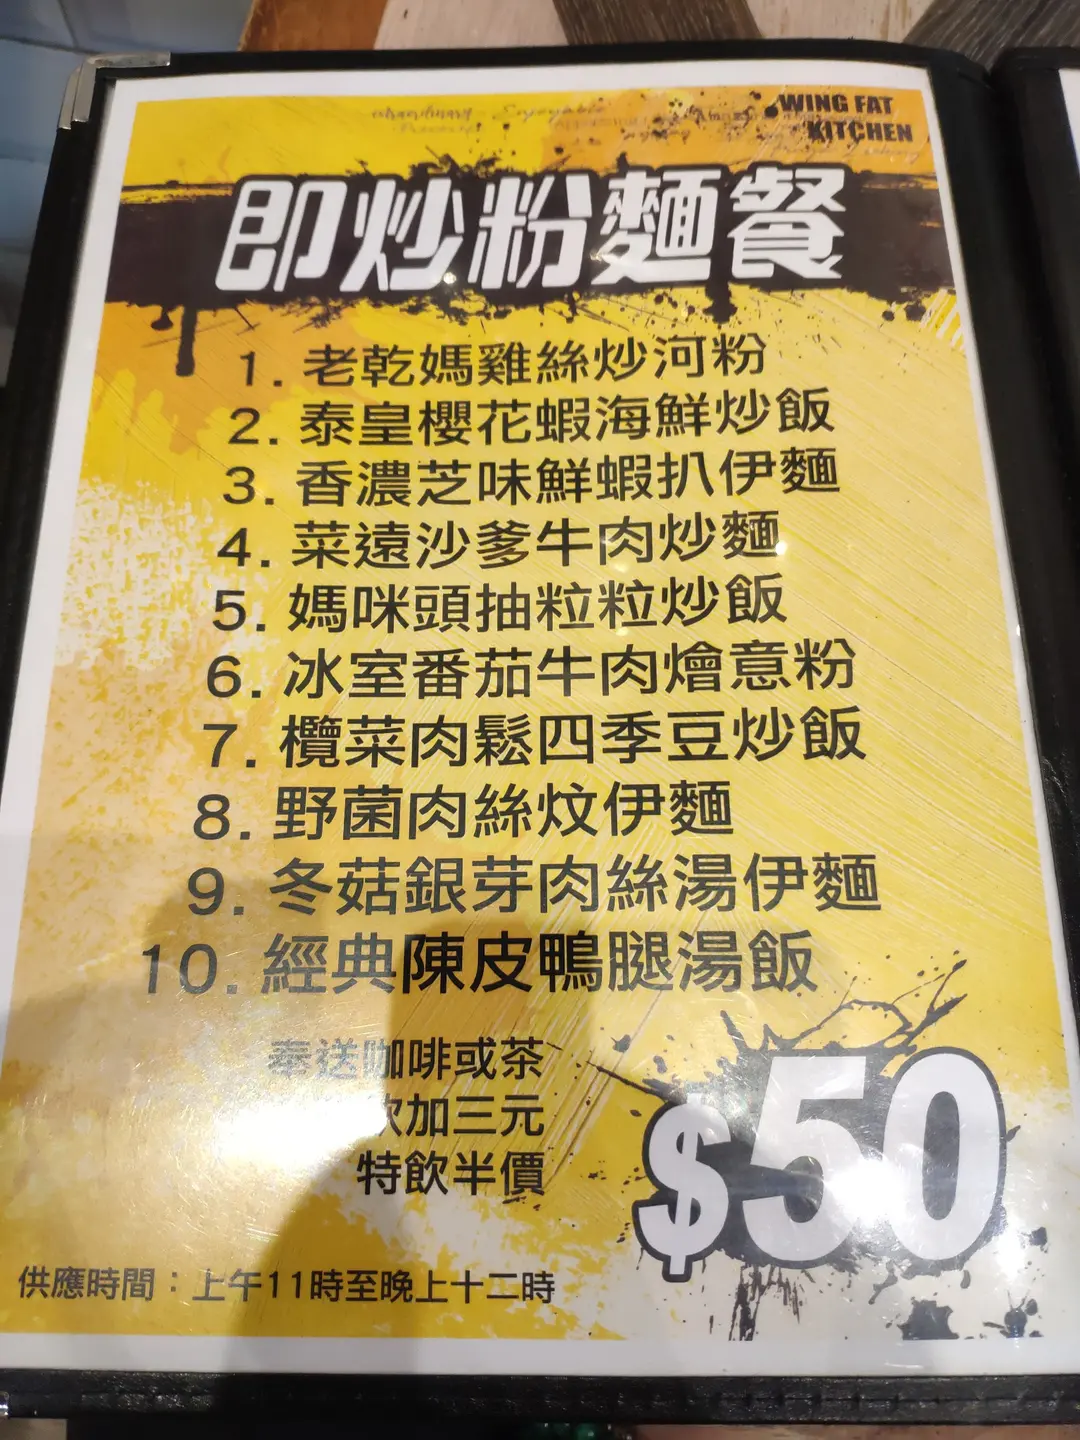 WING FAT
KITCHEN
即炒粉麵餐
1. 老乾媽雞絲炒河粉
2. 泰皇櫻花蝦海鮮炒飯
3. 香濃芝味鮮蝦扒伊麵
4. 菜遠沙爹牛肉炒麵
5. 媽咪頭抽粒粒炒飯
6. 冰室番茄牛肉燴意粉
7. 欖菜肉鬆四季豆炒飯
8. 野菌肉絲炆伊麵
9. 冬菇銀芽肉絲湯伊麵
10. 經典陳皮鴨腿湯飯
奉送咖啡或茶
飲加三元
特飲半價
$50
供應時間：上午11時至晚上十二時